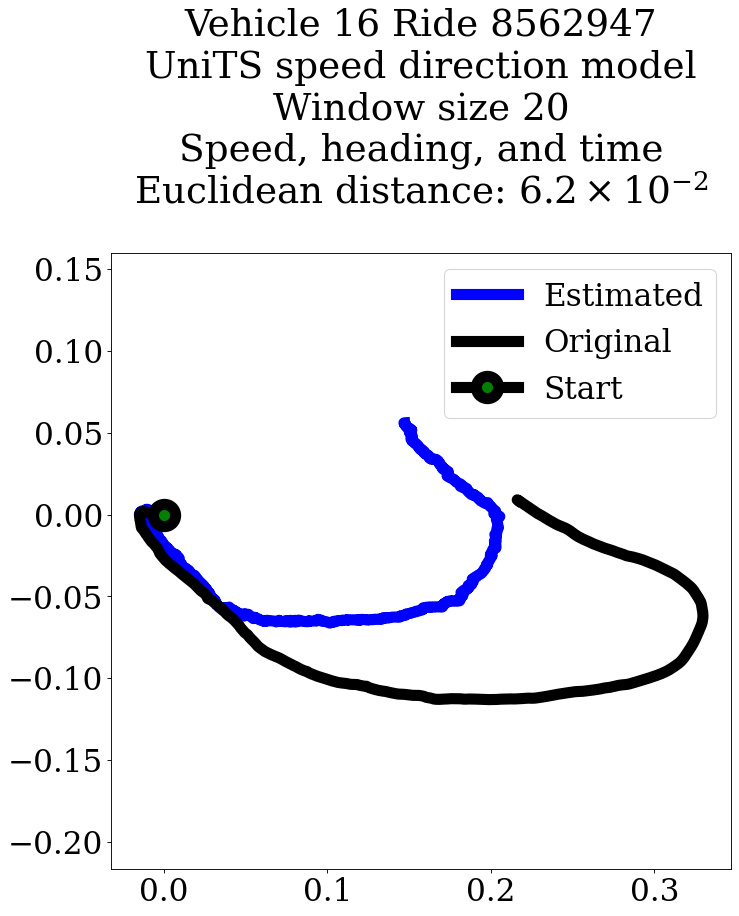 Vehicle 16 Ride 8562947
UniTS speed direction model
Window size 20
Speed, heading, and time
Euclidean distance: 6.2 × 10⁻²
0.15
Estimated
0.10
Original
Start
0.05
0.00
−0.05
−0.10
−0.15
−0.20
0.0 0.1 0.2 0.3